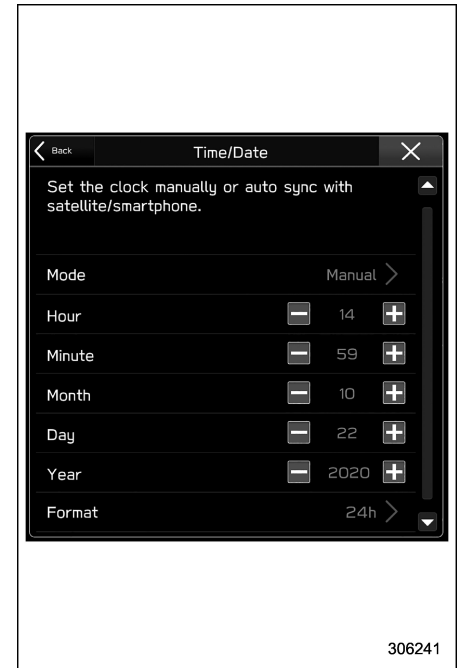 Back
Time/Date
Set the clock manually or auto sync with
satellite/smartphone.
Mode Manual
Hour 14
Minute 59
Month 10
Day 22
Year 2020
Format 24h
306241